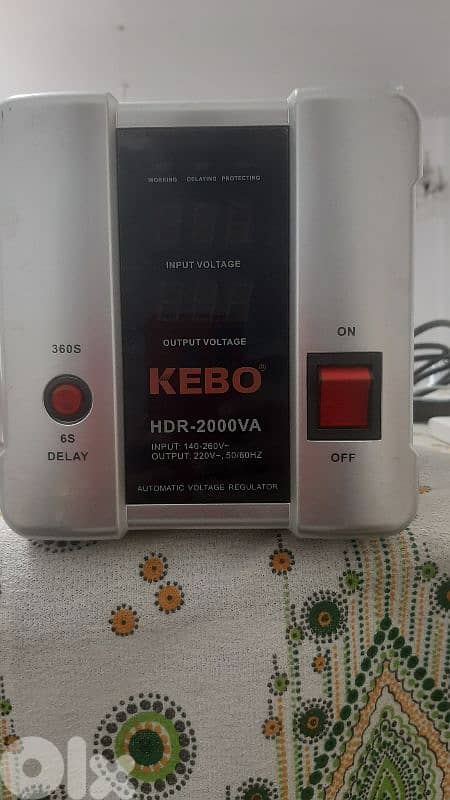 WORKING DELAYING PROTECTING
INPUT VOLTAGE
OUTPUT VOLTAGE
KEBO®
HDR-2000VA
INPUT: 140-260V~
OUTPUT: 220V~, 50/60HZ
AUTOMATIC VOLTAGE REGULATOR
360S
6S
DELAY
ON
OFF
olx